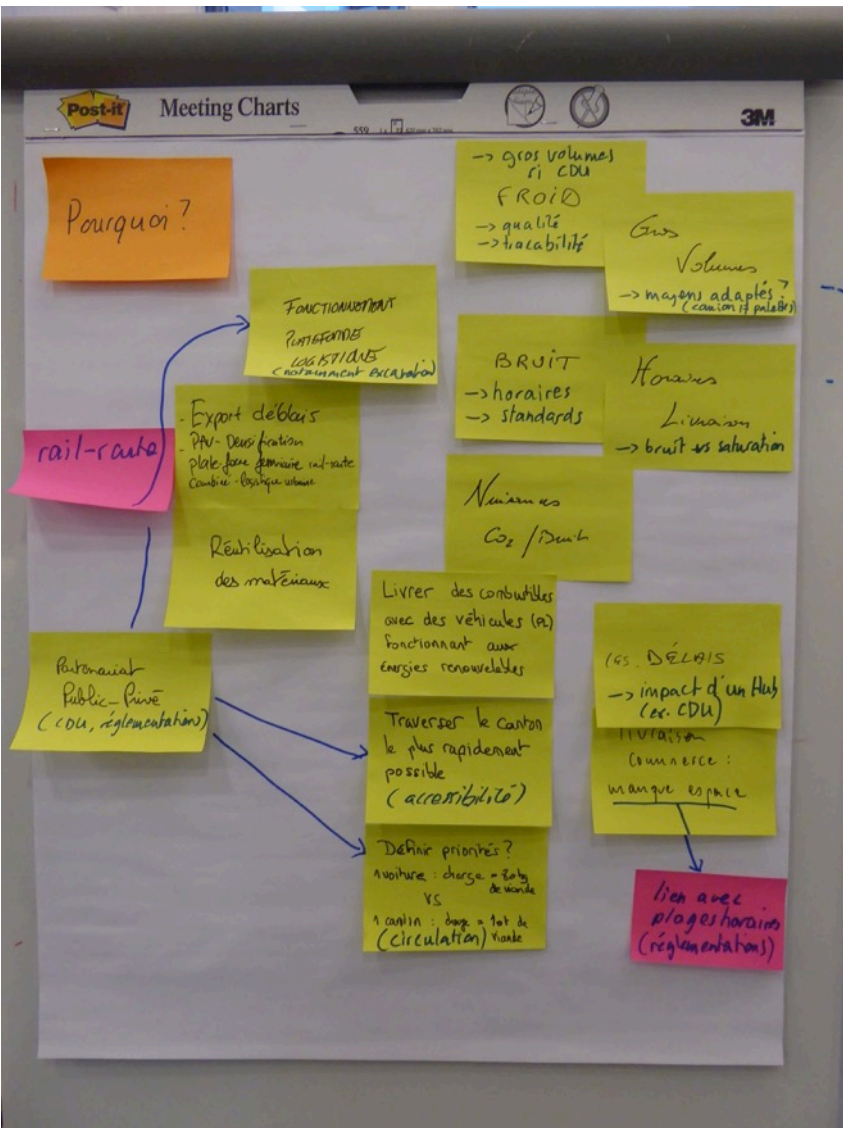 Post-it
Meeting Charts
559
3M
Pourquoi ?
-> gros volumes
si CDU
FROID
-> qualité
-> tracabilité
Gros
Volumes
-> moyens adaptés ?
(camion 17 palettes)
FONCTIONNEMENT
PLATEFORME
LOGISTIQUE
(notamment excavation)
BRUIT
-> horaires
-> standards
Horaires
Livraison
-> bruit vs saturation
rail-route
- Export déblais
- PAV - Densification
plate-forme ferroviaire rail-route
combiné - logistique urbaine
Nuisances
CO2 / Bruit
Réutilisation
des matériaux
Livrer des combustibles
avec des véhicules (PL)
fonctionnant aux
énergies renouvelables
Partenariat
Public-Privé
(CDU, réglementations)
DÉLAIS
-> impact d'un Hub
(ex. CDU)
Traverser le canton
le plus rapidement
possible
(accessibilité)
livraison
commerce :
manque espace
Définir priorités ?
1 voiture : charge = 80kg
de viande
VS
1 camion : charge = 10t de
(circulation) viande
lien avec
plages horaires
(réglementations)